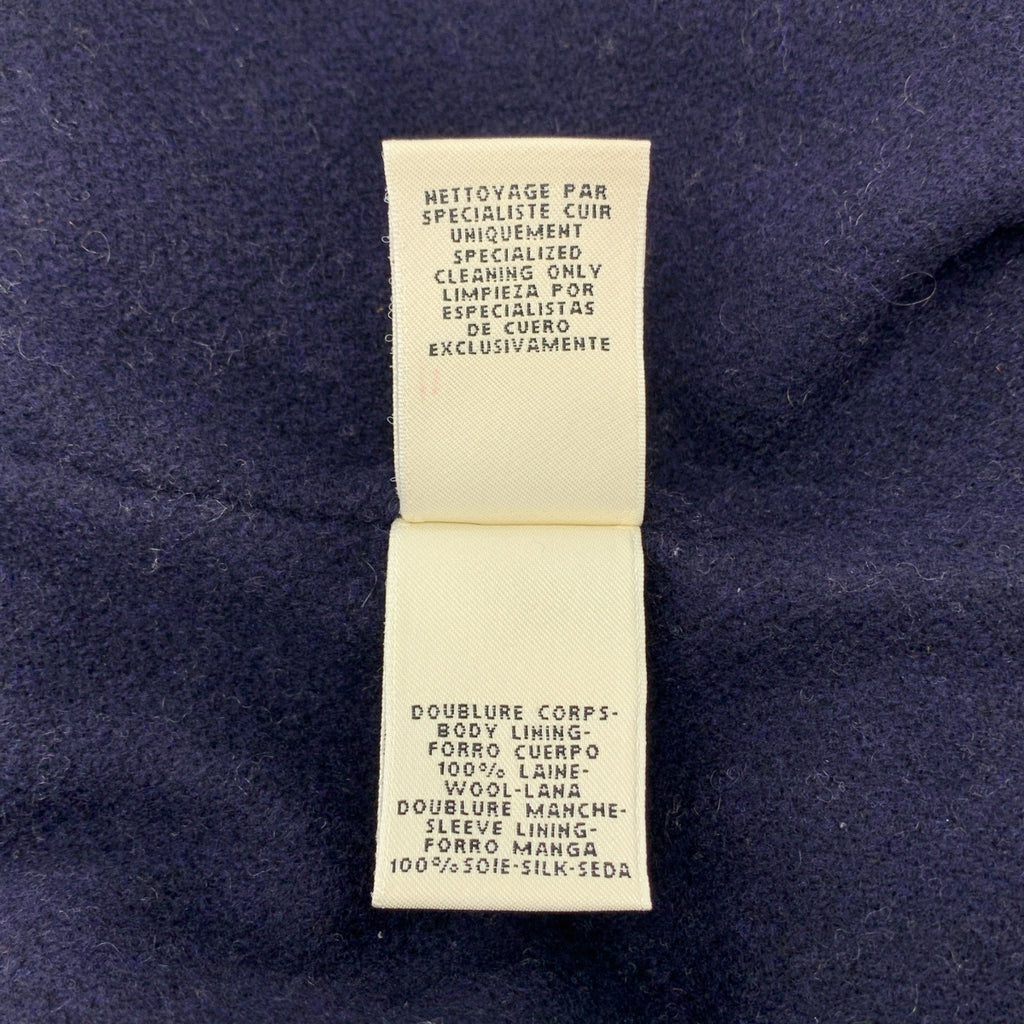 NETTOYAGE PAR
SPECIALISTE CUIR
UNIQUEMENT
SPECIALIZED
CLEANING ONLY
LIMPIEZA POR
ESPECIALISTAS
DE CUERO
EXCLUSIVAMENTE
DOUBLURE CORPS-
BODY LINING-
FORRO CUERPO
100% LAINE-
WOOL-LANA
DOUBLURE MANCHE-
SLEEVE LINING-
FORRO MANGA
100%SOIE-SILK-SEDA